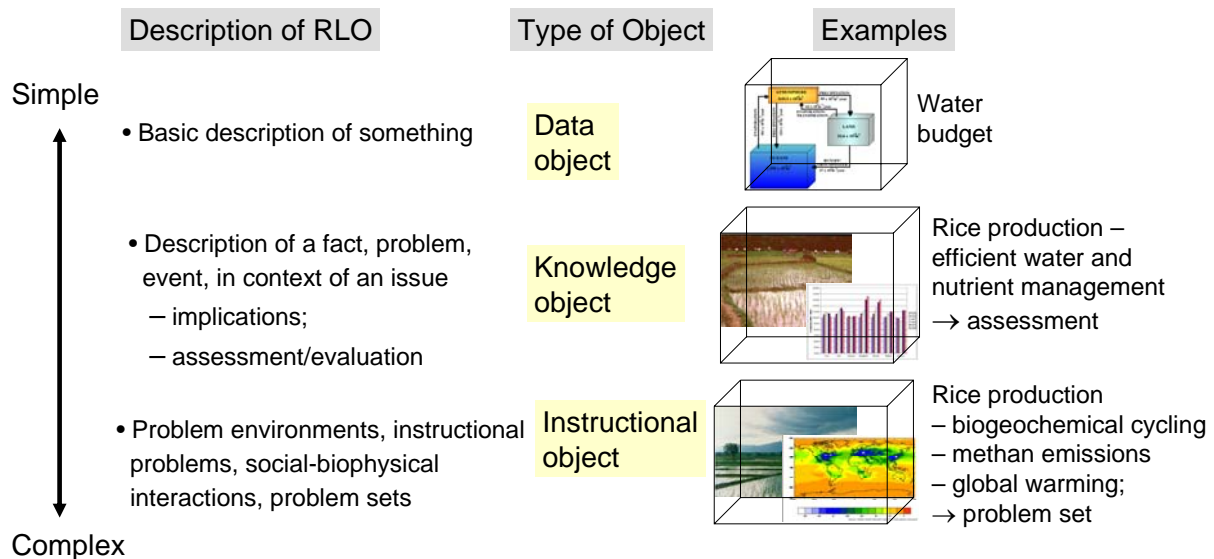 Description of RLO
Type of Object
Examples
Simple
• Basic description of something
Data
object
Water
budget
• Description of a fact, problem,
event, in context of an issue
– implications;
– assessment/evaluation
Knowledge
object
Rice production –
efficient water and
nutrient management
→ assessment
• Problem environments, instructional
problems, social-biophysical
interactions, problem sets
Instructional
object
Rice production
– biogeochemical cycling
– methan emissions
– global warming;
→ problem set
Complex